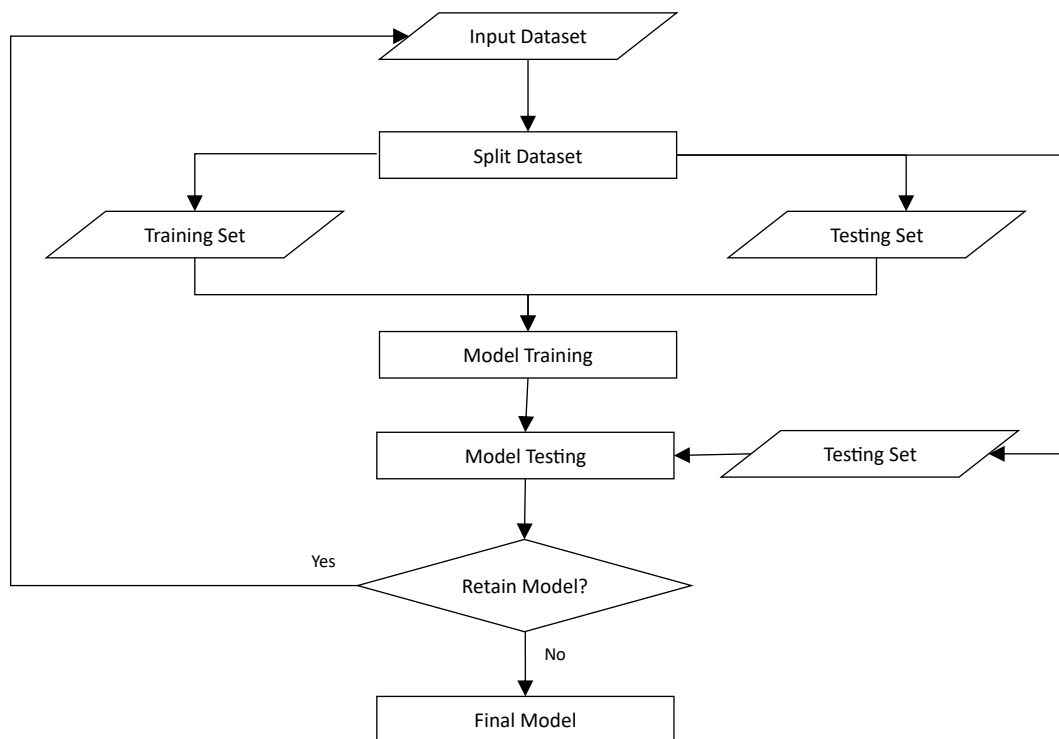 Input Dataset
Split Dataset
Training Set
Testing Set
Model Training
Model Testing
Testing Set
Yes
Retain Model?
No
Final Model